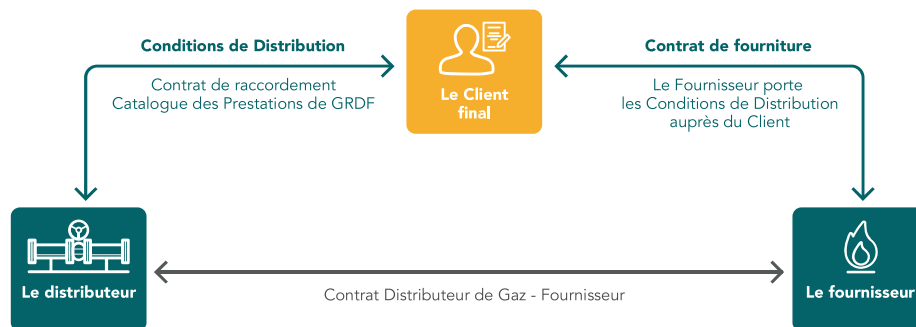 Conditions de Distribution
Contrat de raccordement
Catalogue des Prestations de GRDF
Le Client
final
Contrat de fourniture
Le Fournisseur porte
les Conditions de Distribution
auprès du Client
Le distributeur
Contrat Distributeur de Gaz - Fournisseur
Le fournisseur